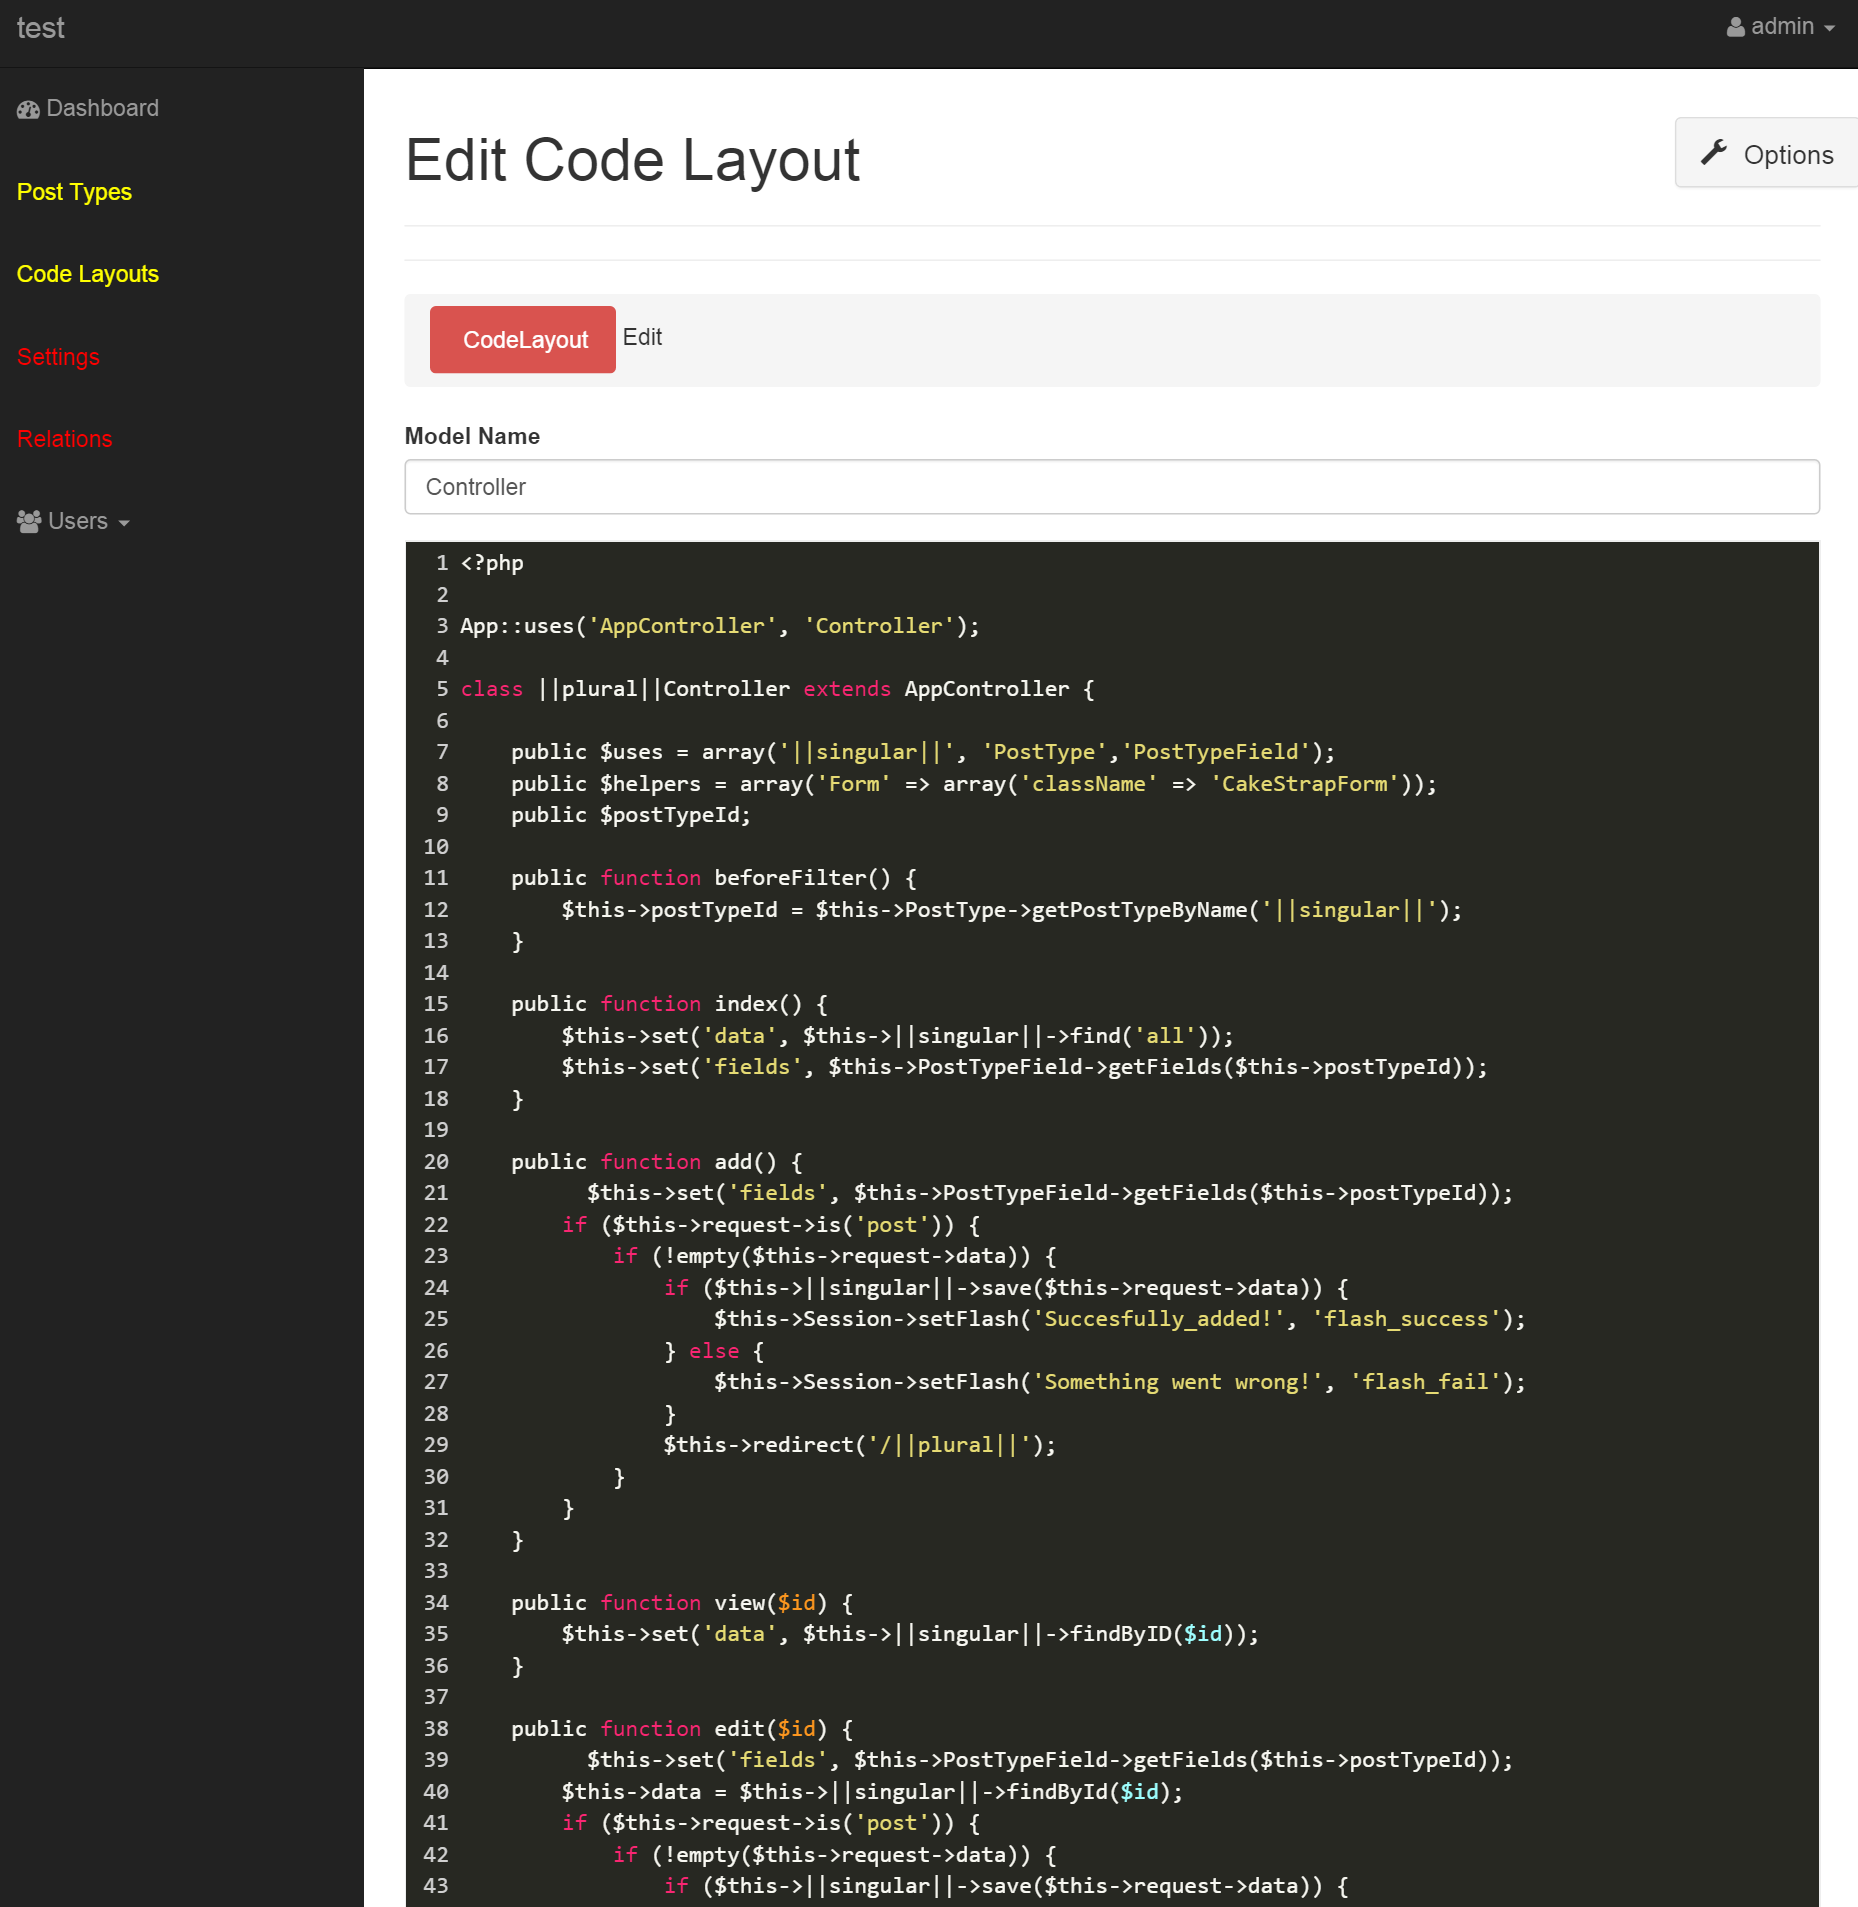 test
admin
Dashboard
Post Types
Code Layouts
Settings
Relations
Users
Edit Code Layout
Options
CodeLayout Edit
Model Name
Controller
1 <?php
2
3 App::uses('AppController', 'Controller');
4
5 class ||plural||Controller extends AppController {
6
7     public $uses = array('||singular||', 'PostType','PostTypeField');
8     public $helpers = array('Form' => array('className' => 'CakeStrapForm'));
9     public $postTypeId;
10
11     public function beforeFilter() {
12         $this->postTypeId = $this->PostType->getPostTypeByName('||singular||');
13     }
14
15     public function index() {
16         $this->set('data', $this->||singular||->find('all'));
17         $this->set('fields', $this->PostTypeField->getFields($this->postTypeId));
18     }
19
20     public function add() {
21           $this->set('fields', $this->PostTypeField->getFields($this->postTypeId));
22         if ($this->request->is('post')) {
23             if (!empty($this->request->data)) {
24                 if ($this->||singular||->save($this->request->data)) {
25                     $this->Session->setFlash('Succesfully_added!', 'flash_success');
26                 } else {
27                     $this->Session->setFlash('Something went wrong!', 'flash_fail');
28                 }
29                 $this->redirect('/||plural||');
30             }
31         }
32     }
33
34     public function view($id) {
35         $this->set('data', $this->||singular||->findByID($id));
36     }
37
38     public function edit($id) {
39           $this->set('fields', $this->PostTypeField->getFields($this->postTypeId));
40         $this->data = $this->||singular||->findById($id);
41         if ($this->request->is('post')) {
42             if (!empty($this->request->data)) {
43                 if ($this->||singular||->save($this->request->data)) {